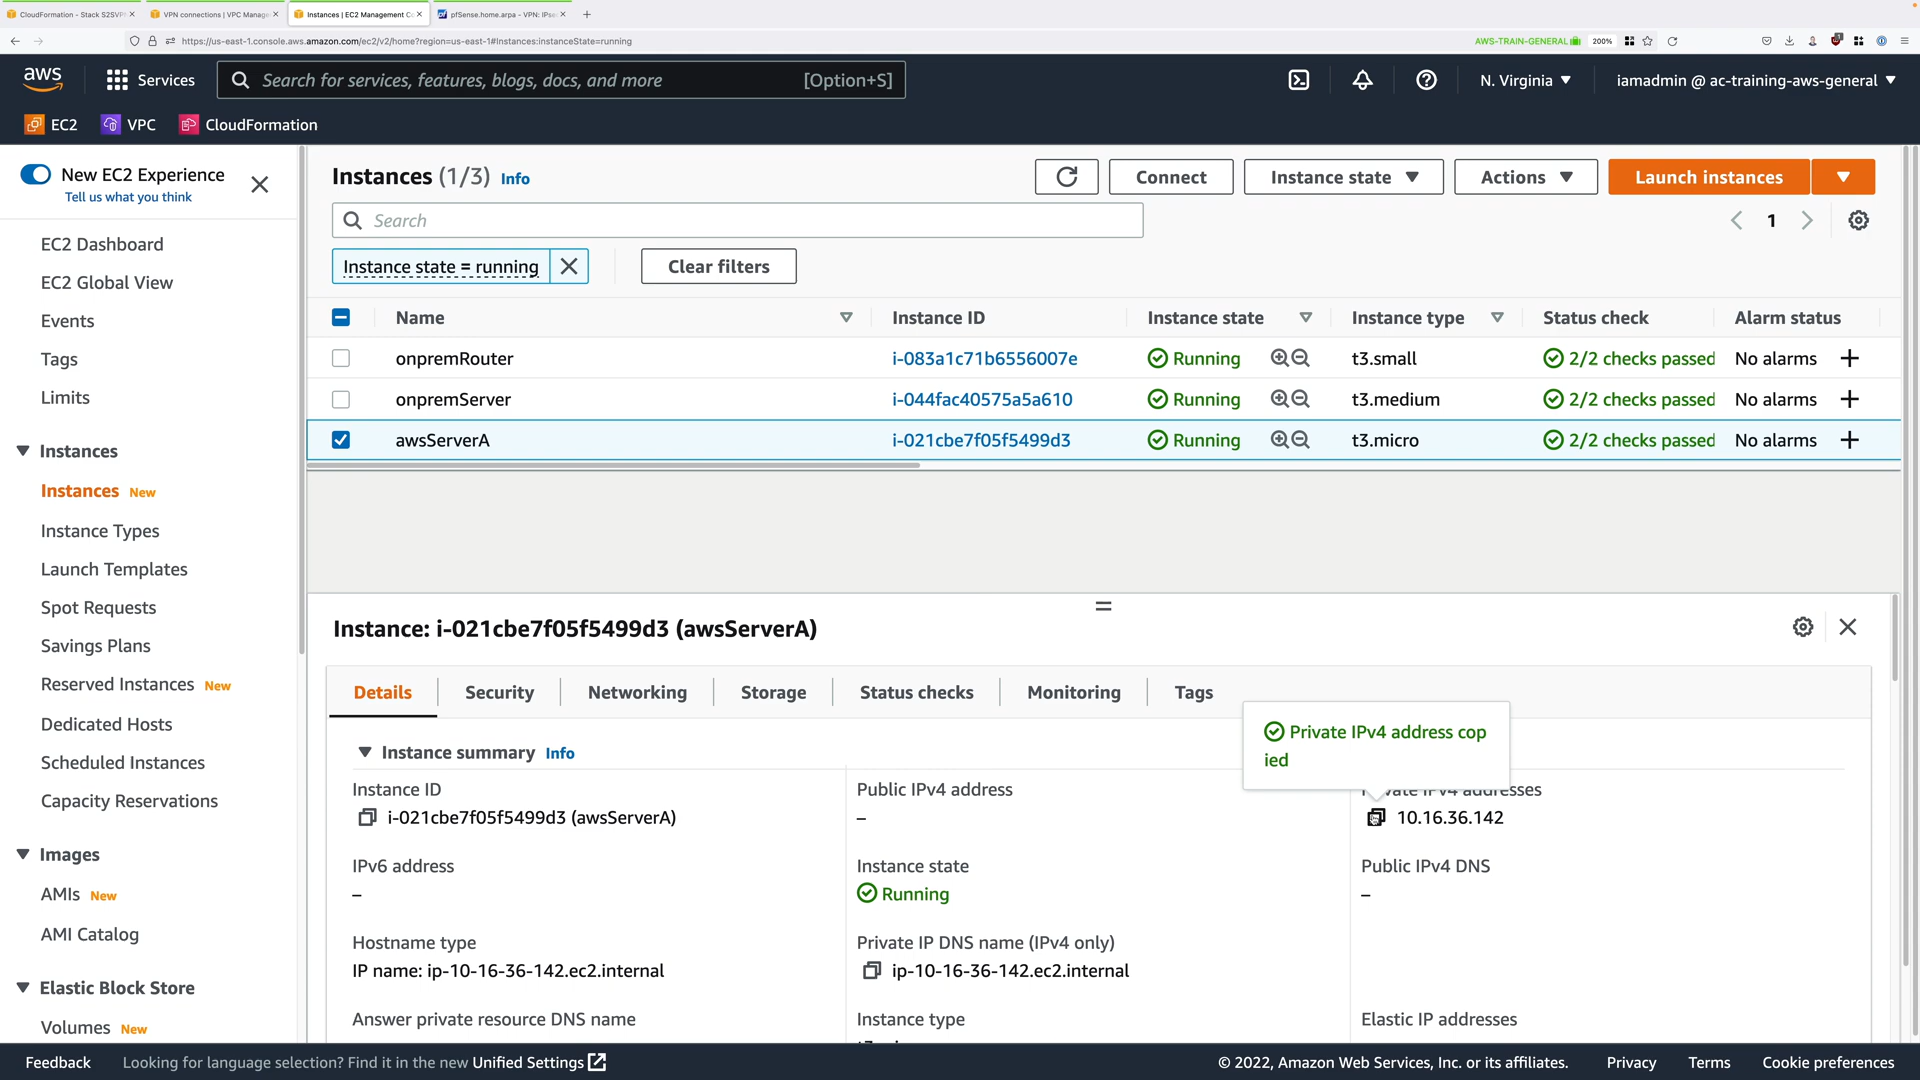 CloudFormation - Stack S2SVPN
VPN connections | VPC Manage
Instances | EC2 Management Co
pfSense.home.arpa - VPN: IPsec
https://us-east-1.console.aws.amazon.com/ec2/v2/home?region=us-east-1#Instances:instanceState=running
AWS-TRAIN-GENERAL
200%
aws
Services
Search for services, features, blogs, docs, and more
[Option+S]
N. Virginia
iamadmin @ ac-training-aws-general
EC2
VPC
CloudFormation
New EC2 Experience
Tell us what you think
EC2 Dashboard
EC2 Global View
Events
Tags
Limits
Instances
Instances New
Instance Types
Launch Templates
Spot Requests
Savings Plans
Reserved Instances New
Dedicated Hosts
Scheduled Instances
Capacity Reservations
Images
AMIs New
AMI Catalog
Elastic Block Store
Volumes New
Instances (1/3) Info
Connect
Instance state
Actions
Launch instances
Search
1
Instance state = running
Clear filters
Name Instance ID Instance state Instance type Status check Alarm status
onpremRouter i-083a1c71b6556007e Running t3.small 2/2 checks passed No alarms
onpremServer i-044fac40575a5a610 Running t3.medium 2/2 checks passed No alarms
awsServerA i-021cbe7f05f5499d3 Running t3.micro 2/2 checks passed No alarms
Instance: i-021cbe7f05f5499d3 (awsServerA)
Details
Security
Networking
Storage
Status checks
Monitoring
Tags
Private IPv4 address cop
ied
Instance summary Info
Instance ID
i-021cbe7f05f5499d3 (awsServerA)
Public IPv4 address
–
Private IPv4 addresses
10.16.36.142
IPv6 address
–
Instance state
Running
Public IPv4 DNS
–
Hostname type
IP name: ip-10-16-36-142.ec2.internal
Private IP DNS name (IPv4 only)
ip-10-16-36-142.ec2.internal
Answer private resource DNS name
Instance type
Elastic IP addresses
Feedback
Looking for language selection? Find it in the new Unified Settings
© 2022, Amazon Web Services, Inc. or its affiliates.
Privacy
Terms
Cookie preferences